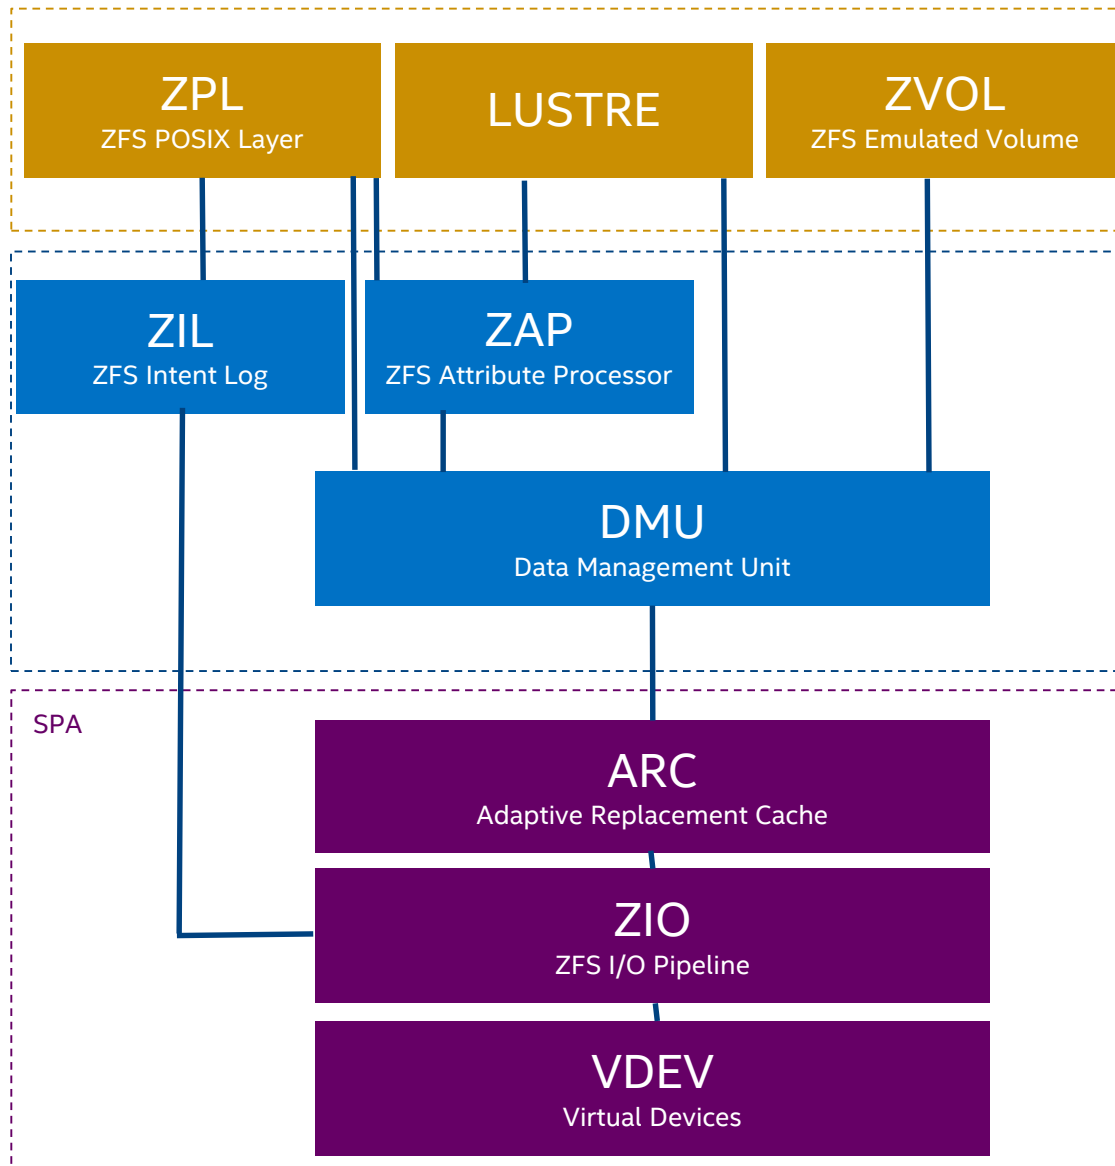 ZPL
ZFS POSIX Layer
LUSTRE
ZVOL
ZFS Emulated Volume
ZIL
ZFS Intent Log
ZAP
ZFS Attribute Processor
DMU
Data Management Unit
SPA
ARC
Adaptive Replacement Cache
ZIO
ZFS I/O Pipeline
VDEV
Virtual Devices